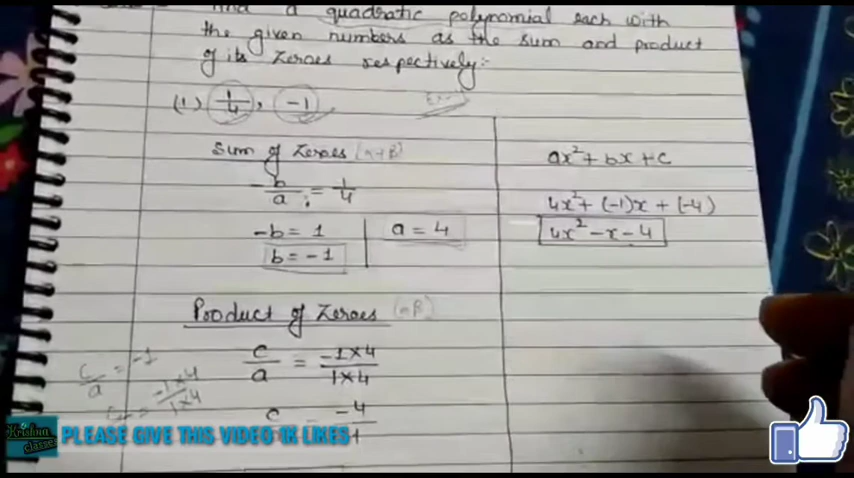 find a quadratic polynomial each with
the given numbers as the sum and product
of its zeroes respectively:-
(1) 1/4, -1
Sum of zeroes (α+β)
-b/a = 1/4
-b = 1
a = 4
b = -1
Product of Zeroes (αβ)
c/a = -1×4/1×4
c/a = -1
-1×4/1×4
c -4
ax² + bx + c
4x² + (-1)x + (-4)
4x² - x - 4
Krishna
classes
PLEASE GIVE THIS VIDEO 1K LIKES